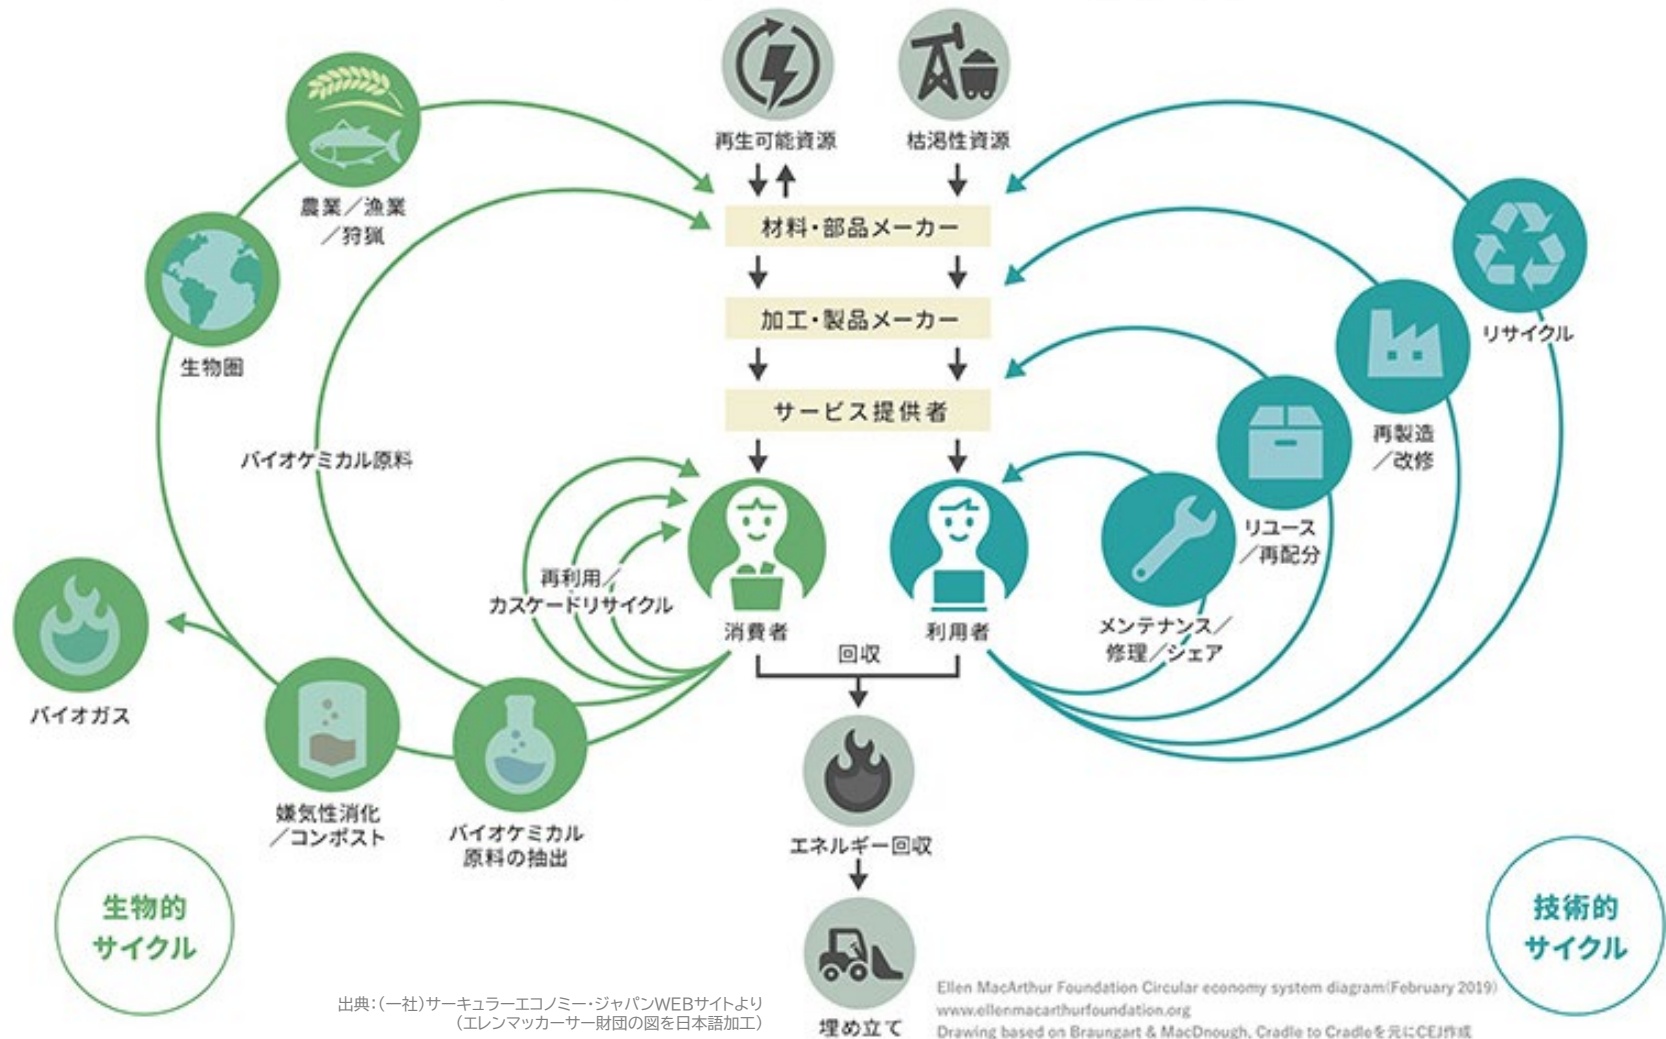 再生可能資源
枯渇性資源
農業／漁業
／狩猟
材料・部品メーカー
加工・製品メーカー
サービス提供者
リサイクル
生物圏
再製造
／改修
バイオケミカル原料
リユース
／再配分
再利用／
カスケードリサイクル
消費者
利用者
メンテナンス／
修理／シェア
回収
バイオガス
嫌気性消化
／コンポスト
バイオケミカル
原料の抽出
エネルギー回収
生物的
サイクル
技術的
サイクル
埋め立て
出典：（一社）サーキュラーエコノミー・ジャパンWEBサイトより
（エレンマッカーサー財団の図を日本語加工）
Ellen MacArthur Foundation Circular economy system diagram(February 2019)
www.ellenmacarthurfoundation.org
Drawing based on Braungart & MacDnough, Cradle to Cradleを元にCEJ作成